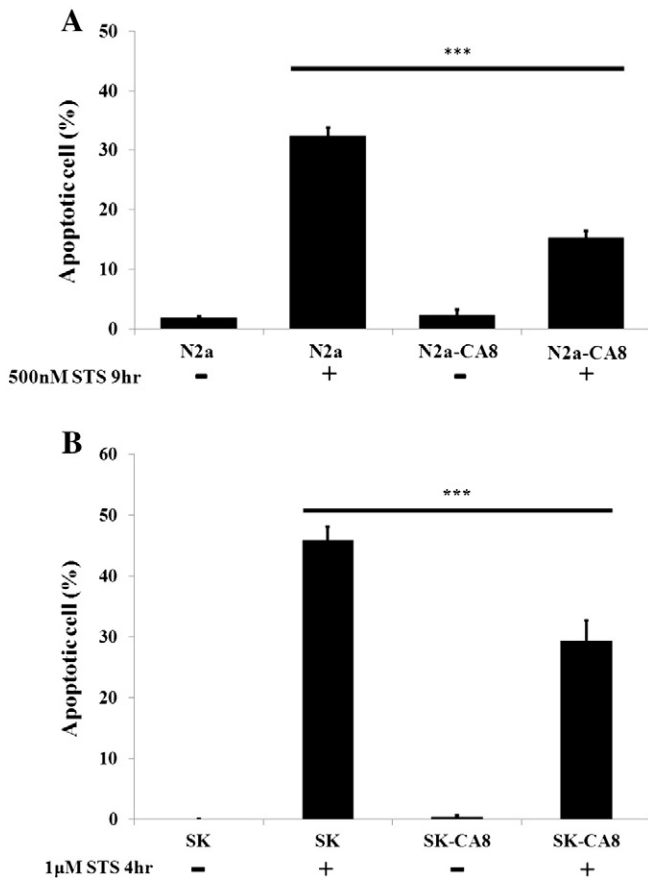 A
Apoptotic cell (%)
50
40
30
20
10
0
***
N2a N2a N2a-CA8 N2a-CA8
500nM STS 9hr - + - +
B
Apoptotic cell (%)
60
50
40
30
20
10
0
***
SK SK SK-CA8 SK-CA8
1µM STS 4hr - + - +